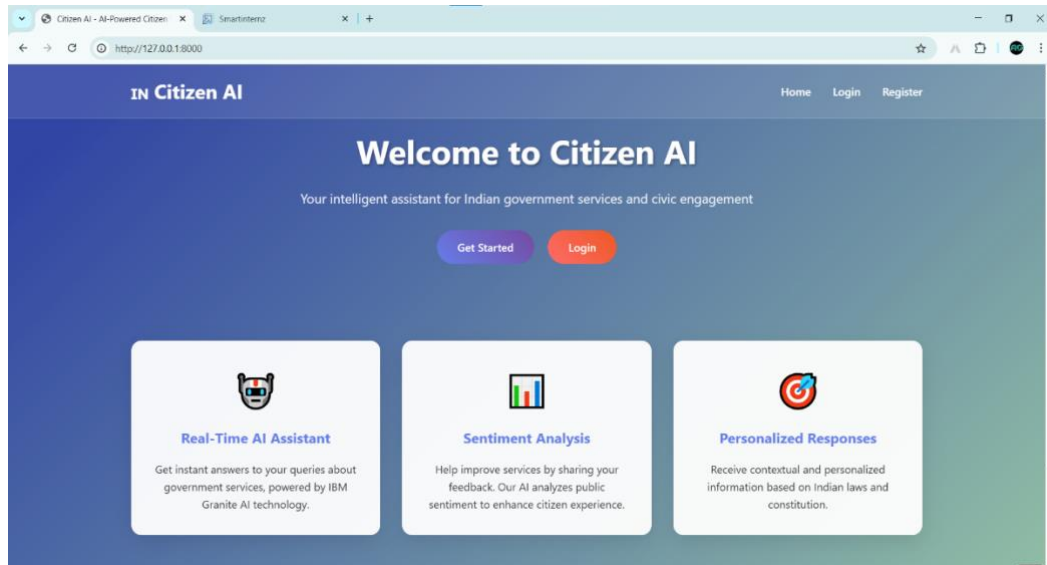 Citizen AI - AI-Powered Citizen
Smartinternz
http://127.0.0.1:8000
IN Citizen AI
Home Login Register
Welcome to Citizen AI
Your intelligent assistant for Indian government services and civic engagement
Get Started Login
Real-Time AI Assistant
Get instant answers to your queries about
government services, powered by IBM
Granite AI technology.
Sentiment Analysis
Help improve services by sharing your
feedback. Our AI analyzes public
sentiment to enhance citizen experience.
Personalized Responses
Receive contextual and personalized
information based on Indian laws and
constitution.